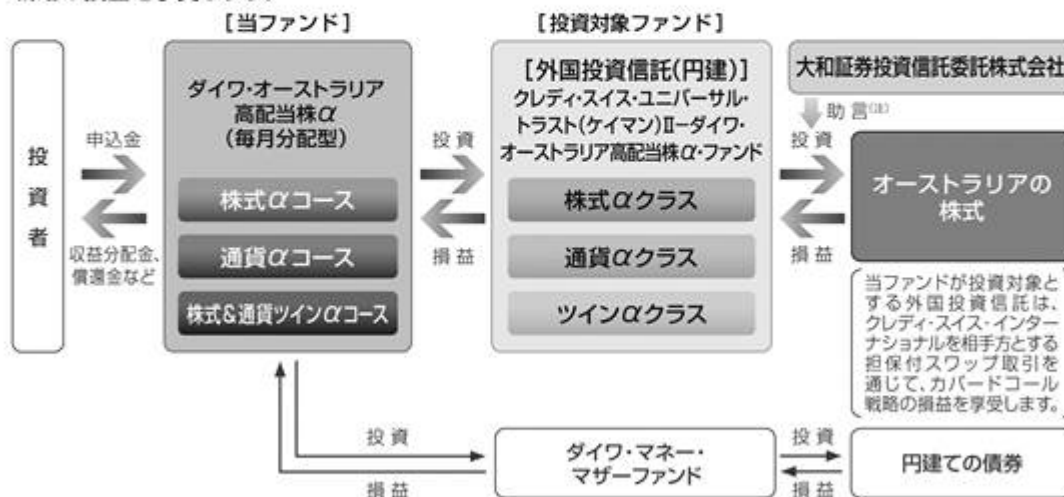 [当ファンド]
[投資対象ファンド]
投資者
申込金
収益分配金、
償還金など
ダイワ・オーストラリア
高配当株α
(毎月分配型)
株式αコース
通貨αコース
株式&通貨ツインαコース
投資
損益
[外国投資信託(円建)]
クレディ・スイス・ユニバーサル・
トラスト(ケイマン)Ⅱ－ダイワ・
オーストラリア高配当株α・ファンド
株式αクラス
通貨αクラス
ツインαクラス
大和証券投資信託委託株式会社
助言(注)
投資
損益
オーストラリアの
株式
当ファンドが投資対象と
する外国投資信託は、
クレディ・スイス・インター
ナショナルを相手方とする
担保付スワップ取引を
通じて、カバードコール
戦略の損益を享受します。
投資
損益
ダイワ・マネー・
マザーファンド
投資
損益
円建ての債券